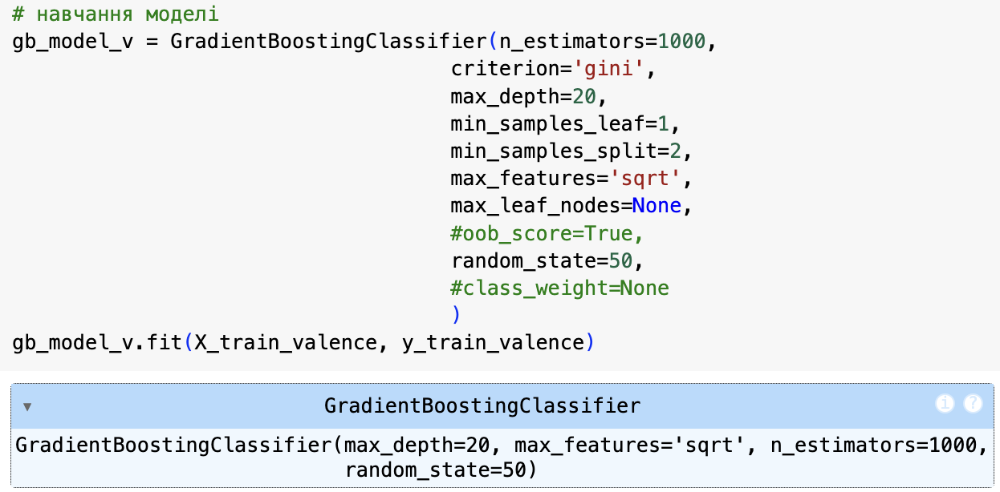 # навчання моделі
gb_model_v = GradientBoostingClassifier(n_estimators=1000,
criterion='gini',
max_depth=20,
min_samples_leaf=1,
min_samples_split=2,
max_features='sqrt',
max_leaf_nodes=None,
#oob_score=True,
random_state=50,
#class_weight=None
)
gb_model_v.fit(X_train_valence, y_train_valence)
▼ GradientBoostingClassifier i ?
GradientBoostingClassifier(max_depth=20, max_features='sqrt', n_estimators=1000,
random_state=50)